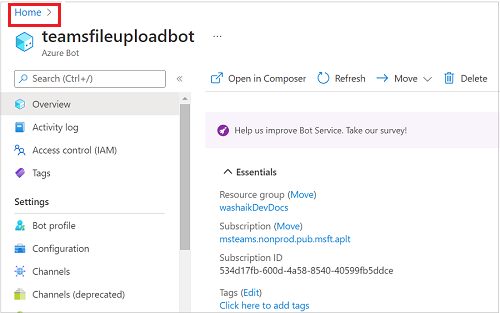 Home >
teamsfileuploadbot ...
Azure Bot
Search (Ctrl+/) «
Open in Composer Refresh Move Delete
Overview
Activity log
Access control (IAM)
Tags
Settings
Bot profile
Configuration
Channels
Channels (deprecated)
Help us improve Bot Service. Take our survey!
Essentials
Resource group (Move)
washaikDevDocs
Subscription (Move)
msteams.nonprod.pub.msft.aplt
Subscription ID
534d17fb-600d-4a58-8540-40599fb5ddce
Tags (Edit)
Click here to add tags